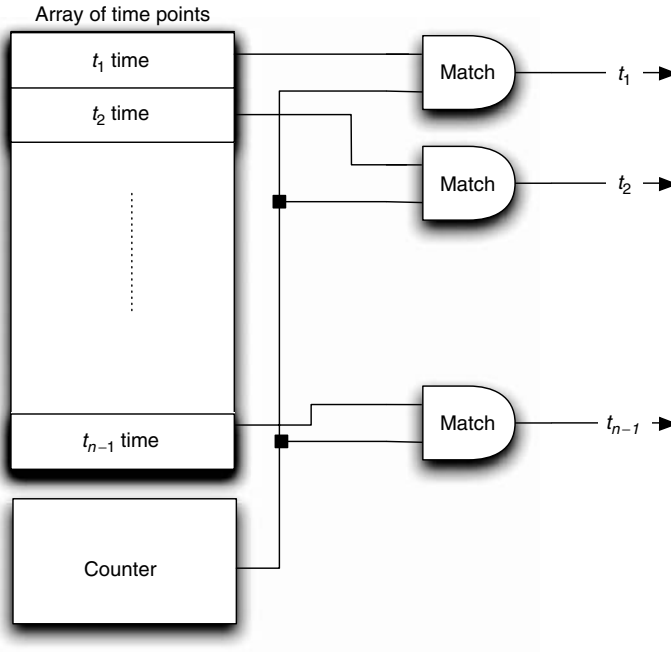 Array of time points
t₁ time
Match
t₁
t₂ time
Match
t₂
tₙ₋₁ time
Match
tₙ₋₁
Counter